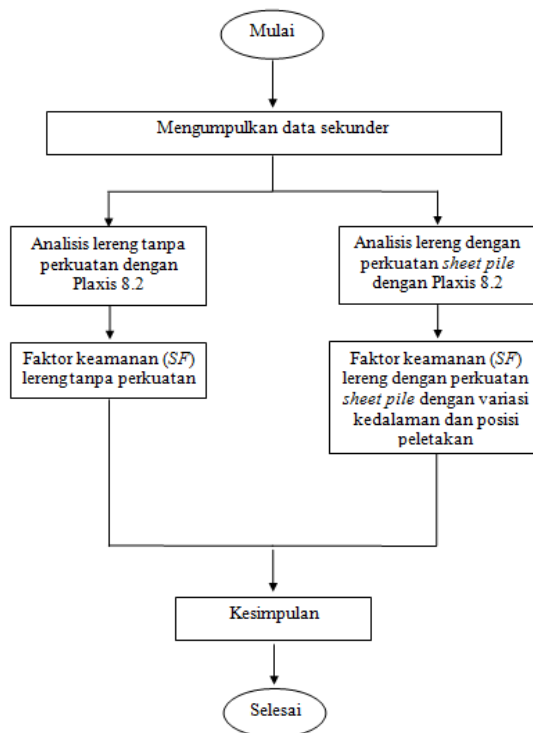 Mulai
Mengumpulkan data sekunder
Analisis lereng tanpa
perkuatan dengan
Plaxis 8.2
Analisis lereng dengan
perkuatan sheet pile
dengan Plaxis 8.2
Faktor keamanan (SF)
lereng tanpa perkuatan
Faktor keamanan (SF)
lereng dengan perkuatan
sheet pile dengan variasi
kedalaman dan posisi
peletakan
Kesimpulan
Selesai